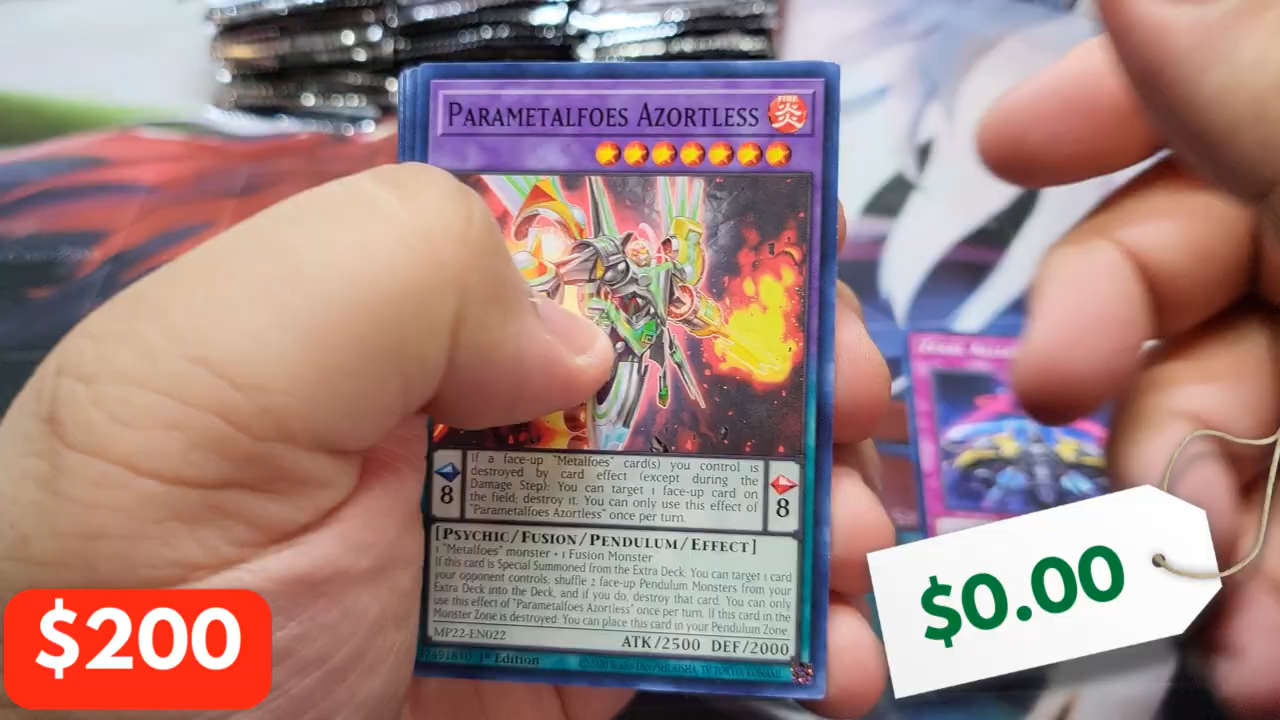 PARAMETALFOES AZORTLESS
FIRE
炎
If a face-up "Metalfoes" card(s) you control is
destroyed by card effect (except during the
Damage Step): You can target 1 face-up card on
the field; destroy it. You can only use this effect of
"Parametalfoes Azortless" once per turn.
8
8
[PSYCHIC/FUSION/PENDULUM/EFFECT]
1 "Metalfoes" monster + 1 Fusion Monster
If this card is Special Summoned from the Extra Deck: You can target 1 card
your opponent controls; shuffle 2 face-up Pendulum Monsters from your
Extra Deck into the Deck, and if you do, destroy that card. You can only
use this effect of "Parametalfoes Azortless" once per turn. If this card in the
Monster Zone is destroyed: You can place this card in your Pendulum Zone.
MP22-EN022
ATK/2500 DEF/2000
1st Edition
$0.00
$200